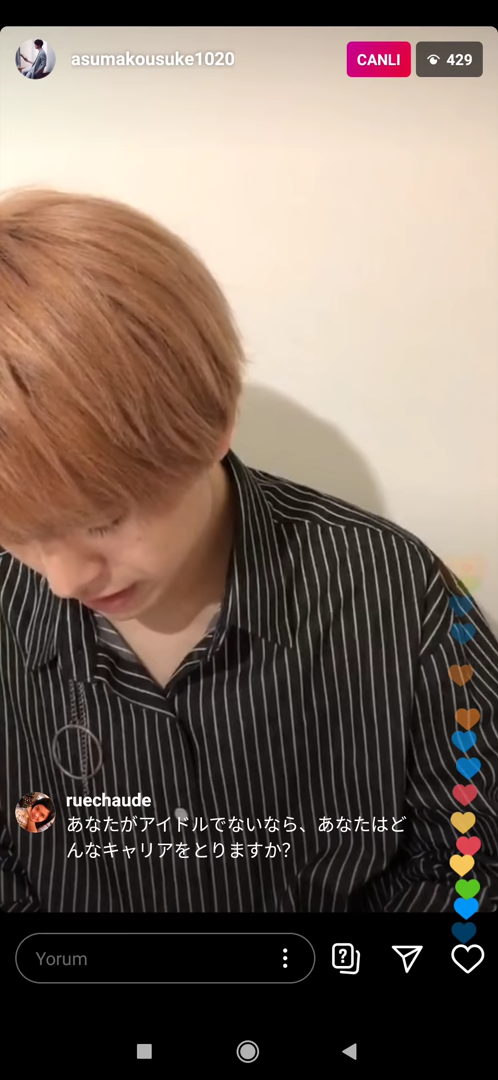 asumakousuke1020
CANLI
429
ruechaude
あなたがアイドルでないなら、あなたはど
んなキャリアをとりますか?
Yorum